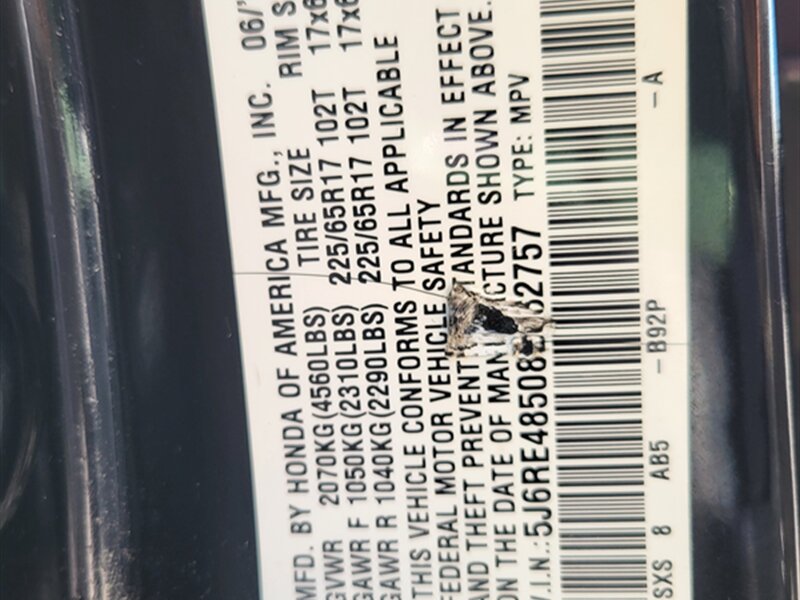 MFD. BY HONDA OF AMERICA MFG., INC. 06/
GVWR 2070KG(4560LBS) TIRE SIZE RIM S
GAWR F 1050KG(2310LBS) 225/65R17 102T 17x6
GAWR R 1040KG(2290LBS) 225/65R17 102T 17x6
THIS VEHICLE CONFORMS TO ALL APPLICABLE
FEDERAL MOTOR VEHICLE SAFETY
AND THEFT PREVENT TANDARDS IN EFFECT
ON THE DATE OF MAN CTURE SHOWN ABOVE.
V.I.N.:5J6RE48508 62757 TYPE: MPV
SXS 8 AB5 -B92P -A